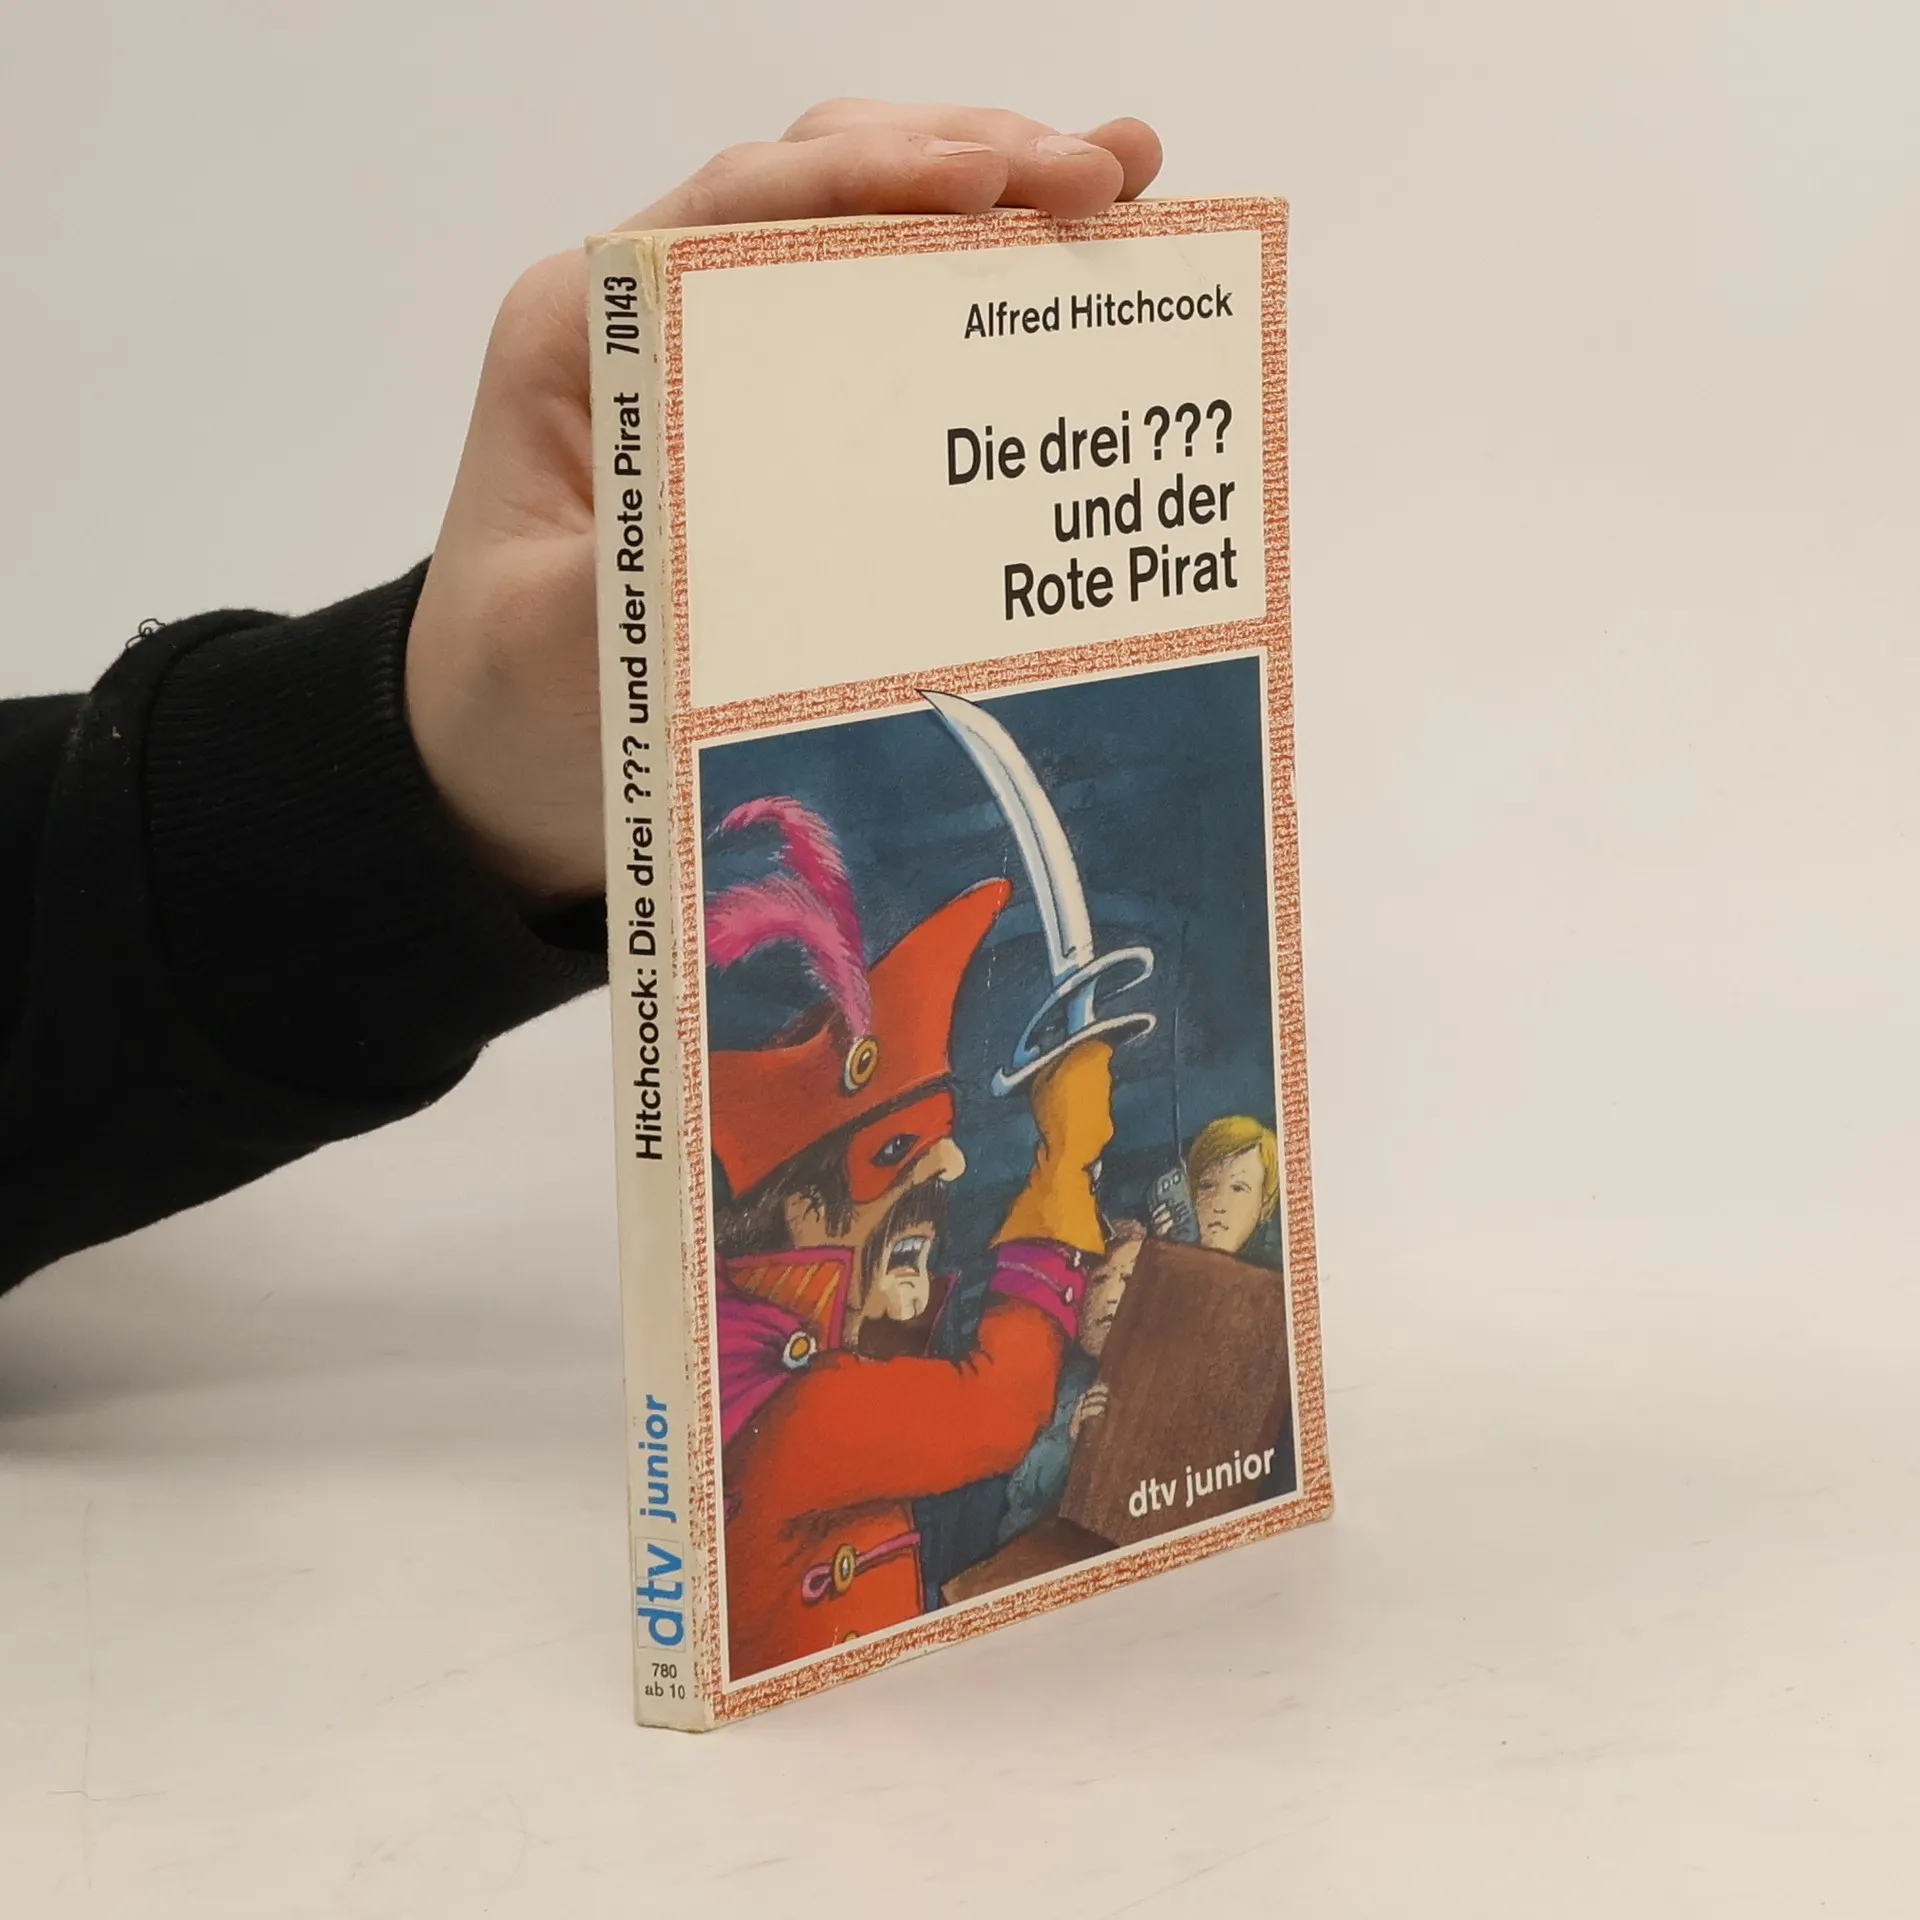 Alfred Hitchcock
Die drei ???
und der
Rote Pirat
dtv junior
Hitchcock: Die drei ??? und der Rote Pirat 70143
dtv junior
780
ab 10